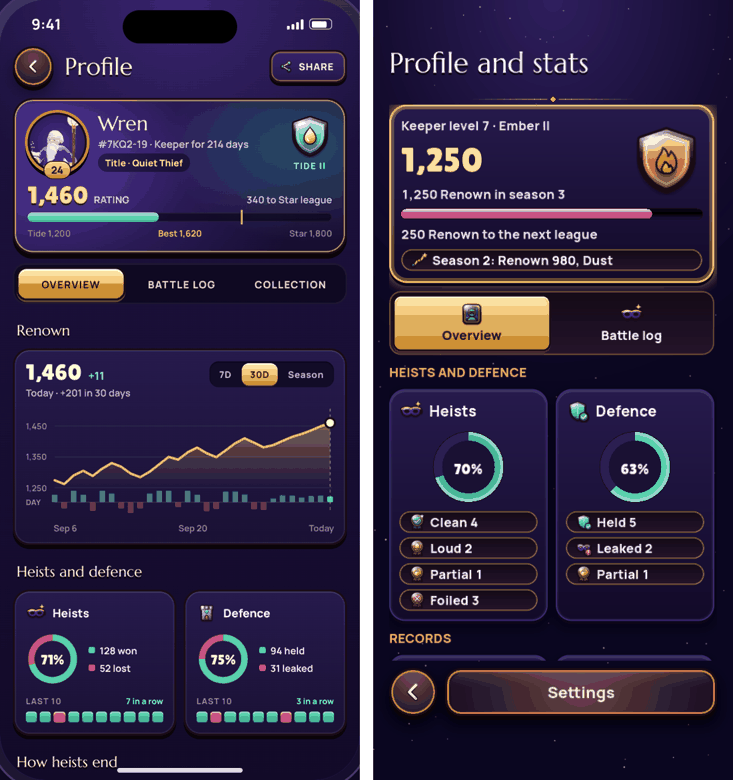 9:41
Profile
SHARE
Wren
#7KQ2-19 · Keeper for 214 days
Title · Quiet Thief
24
TIDE II
1,460 RATING
340 to Star league
Tide 1,200
Best 1,620
Star 1,800
OVERVIEW
BATTLE LOG
COLLECTION
Renown
1,460 +11
Today · +201 in 30 days
7D
30D
Season
1,450
1,350
1,250
DAY
Sep 6
Sep 20
Today
Heists and defence
Heists
71%
128 won
52 lost
LAST 10
7 in a row
Defence
75%
94 held
31 leaked
LAST 10
3 in a row
How heists end
Profile and stats
Keeper level 7 · Ember II
1,250
1,250 Renown in season 3
250 Renown to the next league
Season 2: Renown 980, Dust
Overview
Battle log
HEISTS AND DEFENCE
Heists
70%
Clean 4
Loud 2
Partial 1
Foiled 3
Defence
63%
Held 5
Leaked 2
Partial 1
RECORDS
Settings